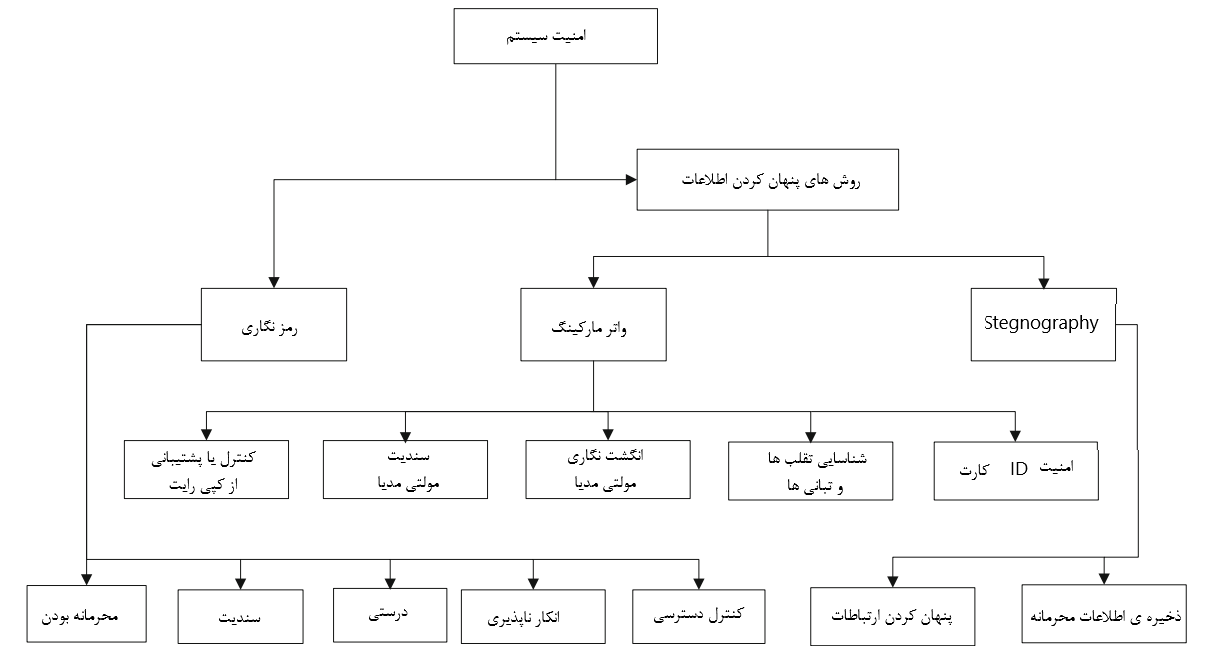 امنیت سیستم
روش های پنهان کردن اطلاعات
رمز نگاری
واتر مارکینگ
Stegnography
کنترل یا پشتیبانی
از کپی رایت
سندیت
مولتی مدیا
انگشت نگاری
مولتی مدیا
شناسایی تقلب ها
و تبانی ها
امنیت ID کارت
محرمانه بودن
سندیت
درستی
انکار ناپذیری
کنترل دسترسی
پنهان کردن ارتباطات
ذخیره ی اطلاعات محرمانه